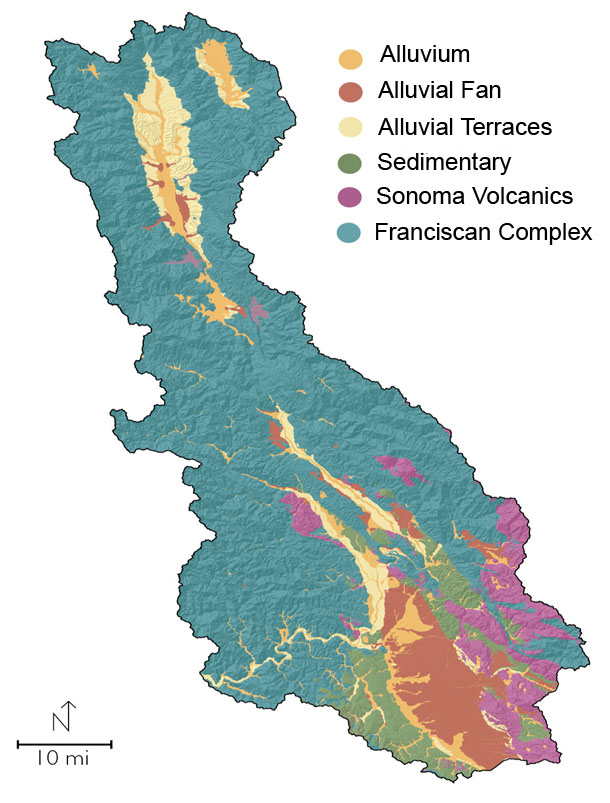 Alluvium
Alluvial Fan
Alluvial Terraces
Sedimentary
Sonoma Volcanics
Franciscan Complex
N
10 mi